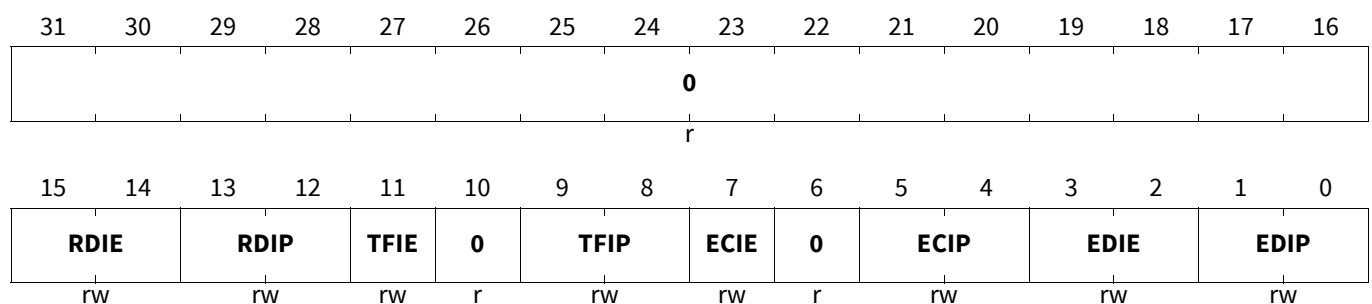 31 30 29 28 27 26 25 24 23 22 21 20 19 18 17 16
0
r
15 14 13 12 11 10 9 8 7 6 5 4 3 2 1 0
RDIE RDIP TFIE 0 TFIP ECIE 0 ECIP EDIE EDIP
rw rw rw r rw rw r rw rw rw